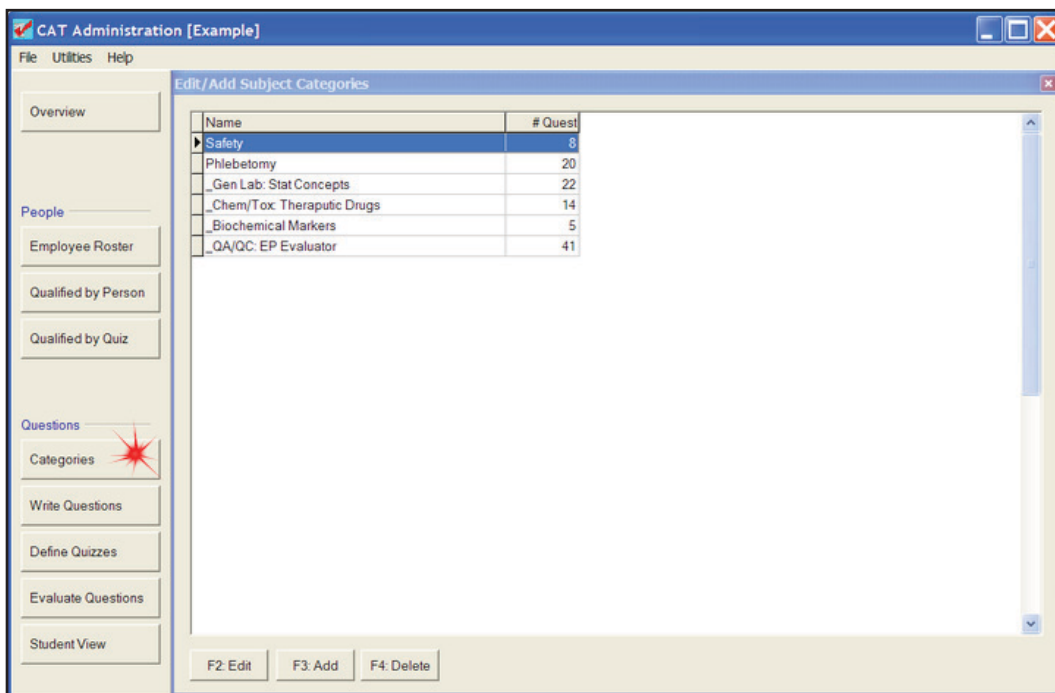 CAT Administration [Example]
File Utilities Help
Overview
People
Employee Roster
Qualified by Person
Qualified by Quiz
Questions
Categories
Write Questions
Define Quizzes
Evaluate Questions
Student View
Edit/Add Subject Categories
Name # Quest
Safety 8
Phlebetomy 20
_Gen Lab: Stat Concepts 22
_Chem/Tox: Theraputic Drugs 14
_Biochemical Markers 5
_QA/QC: EP Evaluator 41
F2: Edit F3: Add F4: Delete